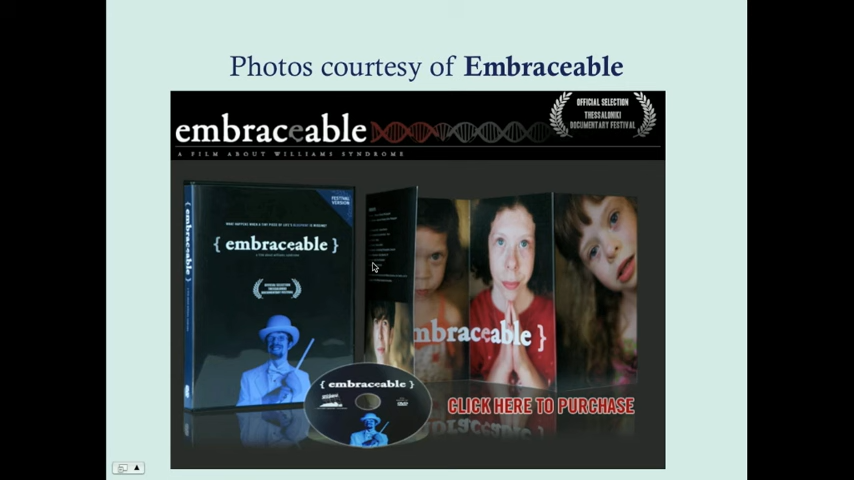 Photos courtesy of Embraceable
embraceable
A FILM ABOUT WILLIAMS SYNDROME
OFFICIAL SELECTION
THESSALONIKI
DOCUMENTARY FESTIVAL
FESTIVAL
VERSION
{ embraceable }
{ embraceable
mbraceable }
{ embraceable }
CLICK HERE TO PURCHASE